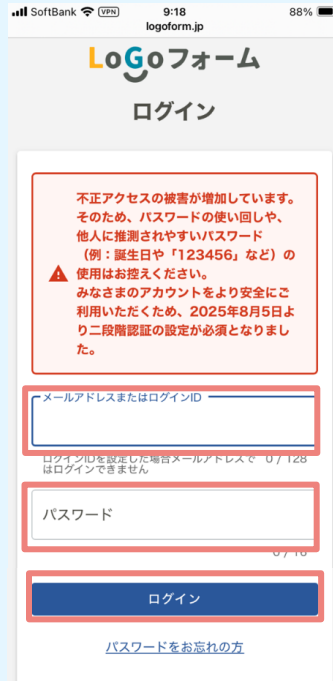 SoftBank VPN 9:18 88%
logoform.jp
LoGoフォーム
ログイン
不正アクセスの被害が増加しています。
そのため、パスワードの使い回しや、
他人に推測されやすいパスワード
（例：誕生日や「123456」など）の
使用はお控えください。
みなさまのアカウントをより安全にご
利用いただくため、2025年8月5日よ
り二段階認証の設定が必須となりまし
た。
メールアドレスまたはログインID
ログインIDを設定した場合メールアドレスで 0 / 128
はログインできません
パスワード
0 / 16
ログイン
パスワードをお忘れの方